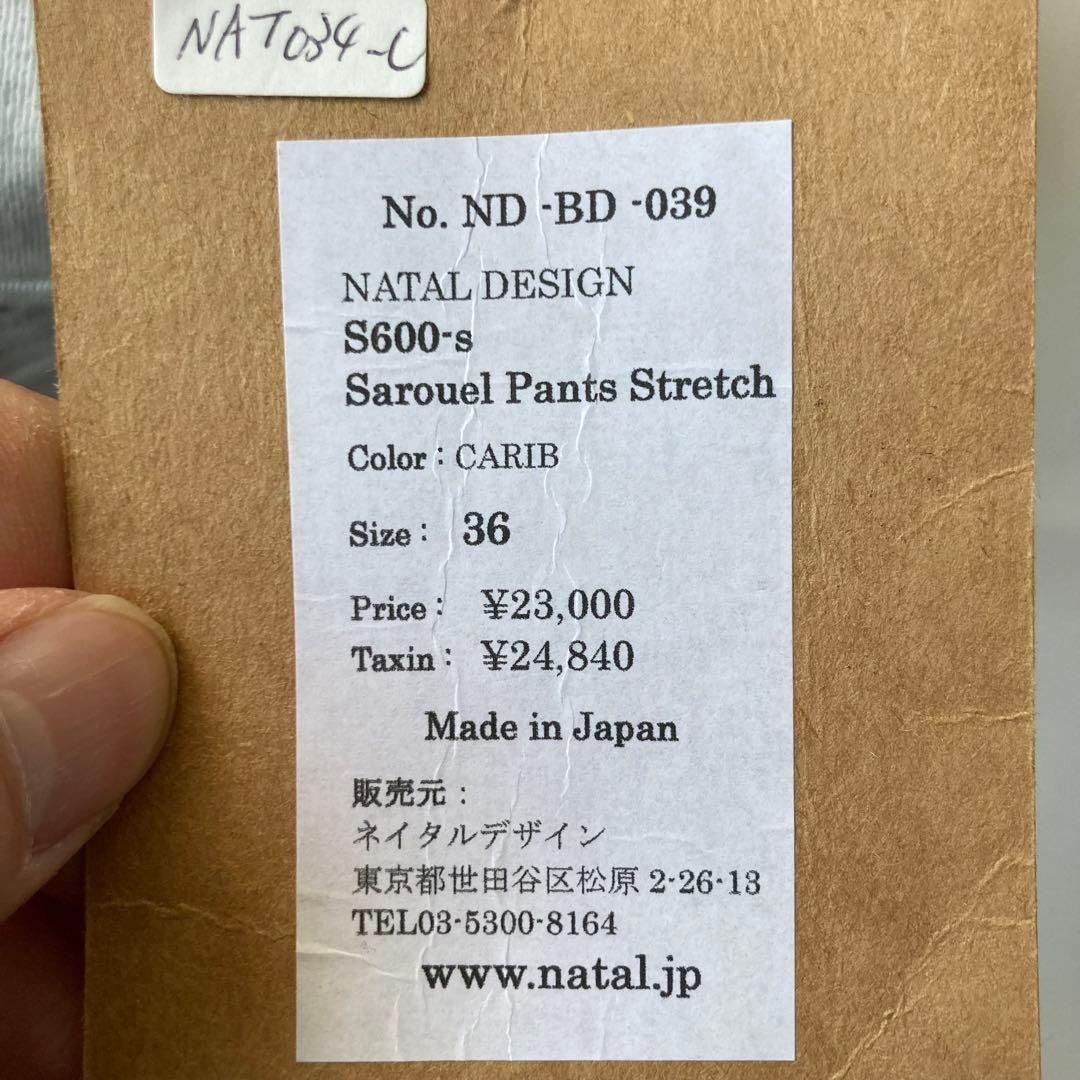 NAT034-C
No. ND -BD -039
NATAL DESIGN
S600-s
Sarouel Pants Stretch
Color : CARIB
Size : 36
Price : ¥23,000
Taxin : ¥24,840
Made in Japan
販売元 :
ネイタルデザイン
東京都世田谷区松原 2-26-13
TEL03-5300-8164
www.natal.jp